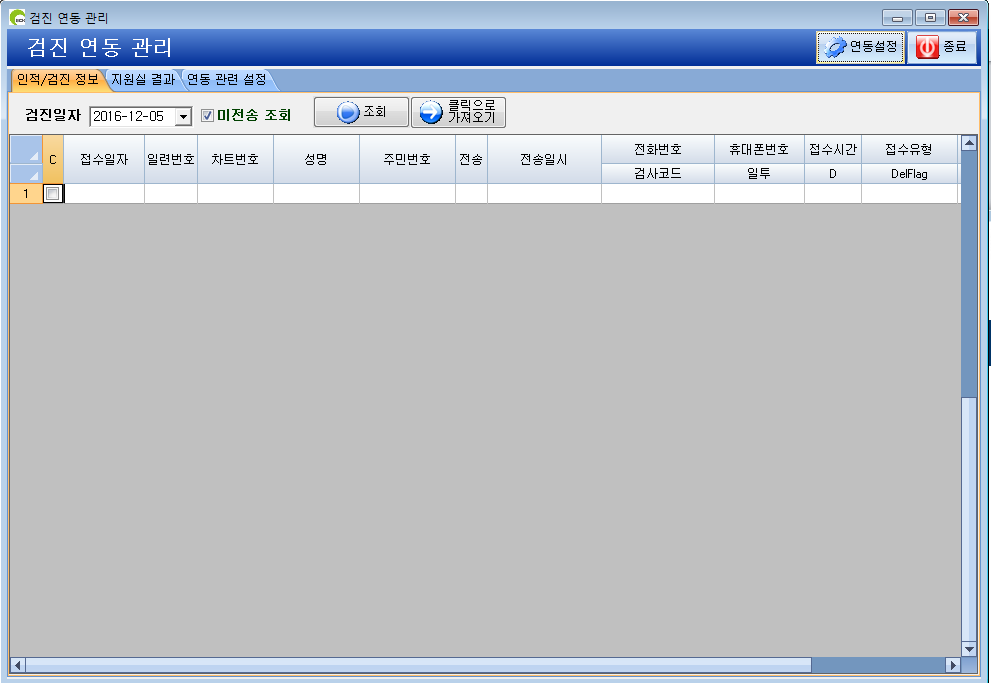 검진 연동 관리
검진 연동 관리
연동설정
종료
인적/검진 정보
지원실 결과
연동 관련 설정
검진일자
2016-12-05
미전송 조회
조회
클릭으로
가져오기
C
접수일자
일련번호
차트번호
성명
주민번호
전송
전송일시
전화번호
휴대폰번호
접수시간
접수유형
검사코드
일투
D
DelFlag
1